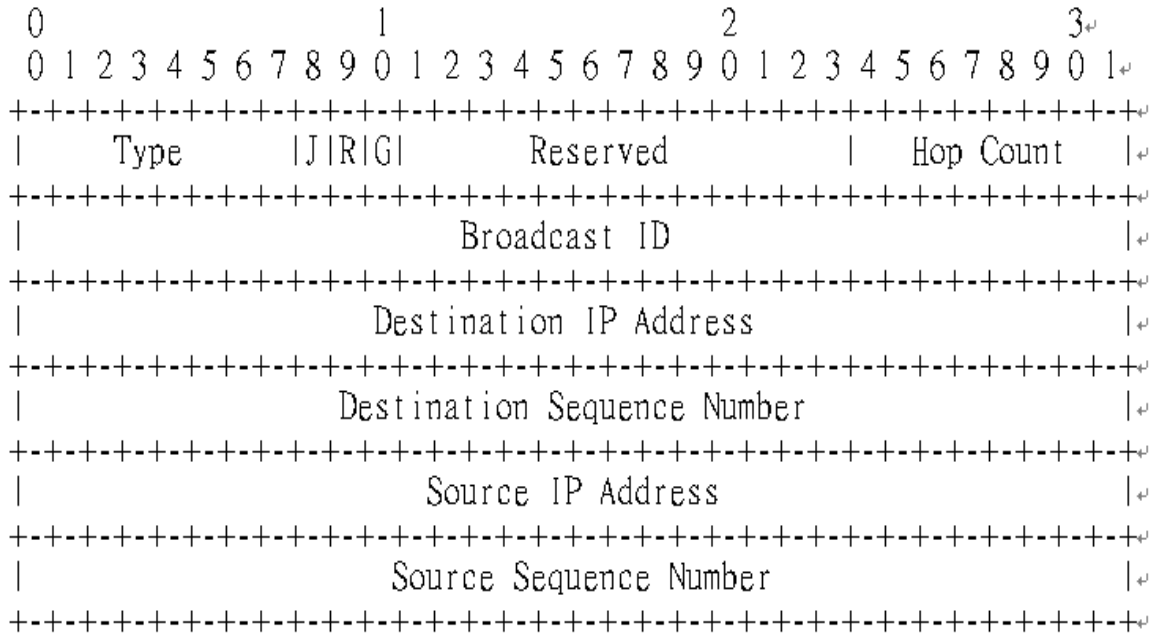 0                   1                   2                   3
0 1 2 3 4 5 6 7 8 9 0 1 2 3 4 5 6 7 8 9 0 1 2 3 4 5 6 7 8 9 0 1
+-+-+-+-+-+-+-+-+-+-+-+-+-+-+-+-+-+-+-+-+-+-+-+-+-+-+-+-+-+-+-+-+
|     Type      |J|R|G|       Reserved          |   Hop Count   |
+-+-+-+-+-+-+-+-+-+-+-+-+-+-+-+-+-+-+-+-+-+-+-+-+-+-+-+-+-+-+-+-+
|                         Broadcast ID                          |
+-+-+-+-+-+-+-+-+-+-+-+-+-+-+-+-+-+-+-+-+-+-+-+-+-+-+-+-+-+-+-+-+
|                    Destination IP Address                     |
+-+-+-+-+-+-+-+-+-+-+-+-+-+-+-+-+-+-+-+-+-+-+-+-+-+-+-+-+-+-+-+-+
|                  Destination Sequence Number                  |
+-+-+-+-+-+-+-+-+-+-+-+-+-+-+-+-+-+-+-+-+-+-+-+-+-+-+-+-+-+-+-+-+
|                       Source IP Address                       |
+-+-+-+-+-+-+-+-+-+-+-+-+-+-+-+-+-+-+-+-+-+-+-+-+-+-+-+-+-+-+-+-+
|                     Source Sequence Number                    |
+-+-+-+-+-+-+-+-+-+-+-+-+-+-+-+-+-+-+-+-+-+-+-+-+-+-+-+-+-+-+-+-+